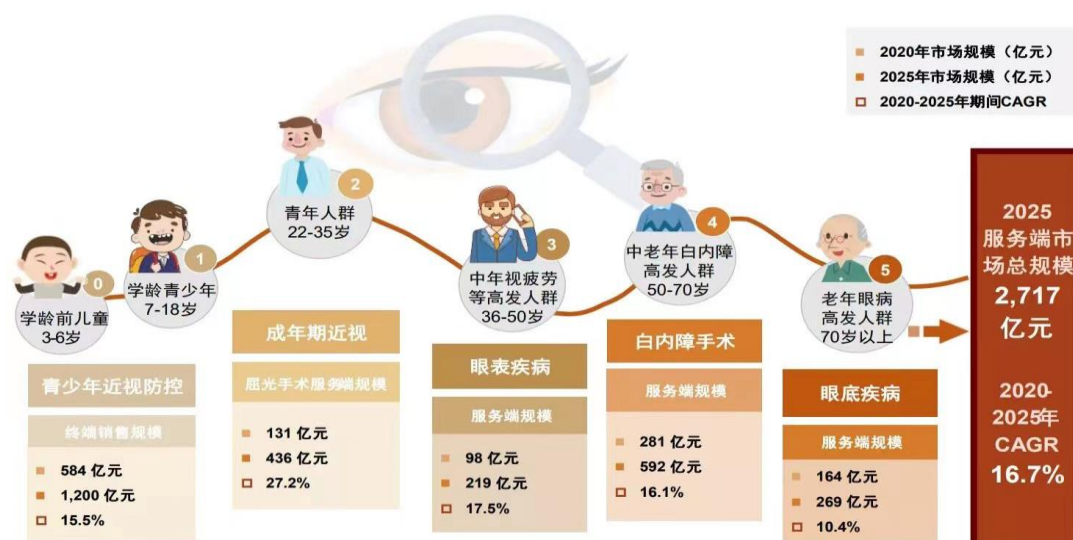 2020年市场规模（亿元）
2025年市场规模（亿元）
2020-2025年期间CAGR
0
学龄前儿童
3-6岁
1
学龄青少年
7-18岁
2
青年人群
22-35岁
3
中年视疲劳
等高发人群
36-50岁
4
中老年白内障
高发人群
50-70岁
5
老年眼病
高发人群
70岁以上
青少年近视防控
终端销售规模
584 亿元
1,200 亿元
15.5%
成年期近视
屈光手术服务端规模
131 亿元
436 亿元
27.2%
眼表疾病
服务端规模
98 亿元
219 亿元
17.5%
白内障手术
服务端规模
281 亿元
592 亿元
16.1%
眼底疾病
服务端规模
164 亿元
269 亿元
10.4%
2025
服务端市
场总规模
2,717
亿元
2020-
2025年
CAGR
16.7%